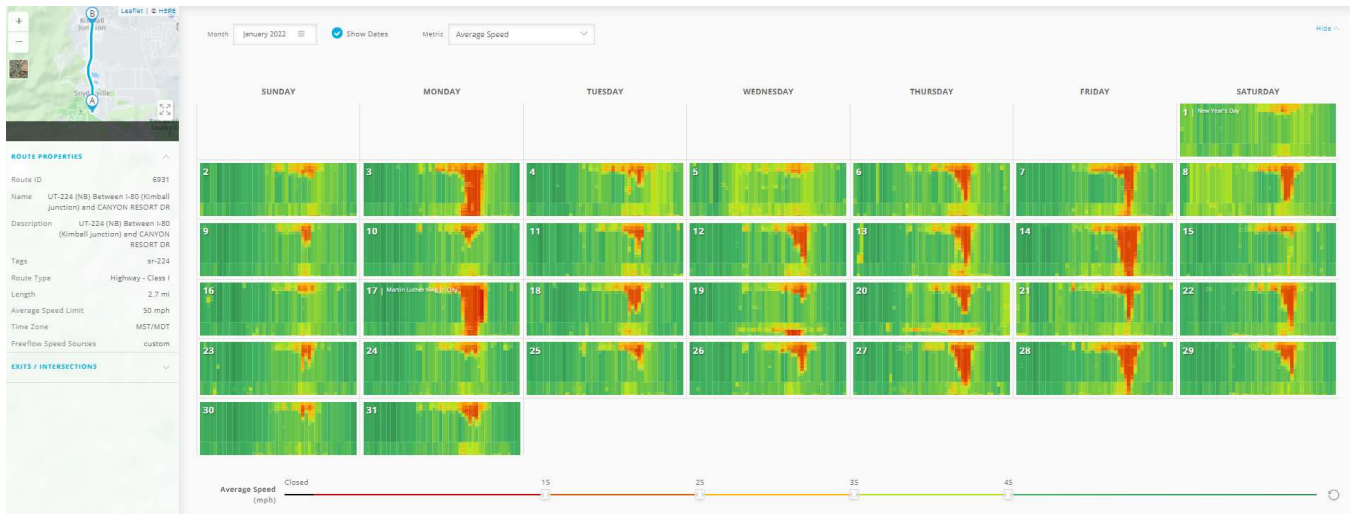 Leaflet | © HERE
B
Kimball
Junction
+
−
Snyderville
A
ROUTE PROPERTIES
Route ID 6931
Name UT-224 (NB) Between I-80 (Kimball
junction) and CANYON RESORT DR
Description UT-224 (NB) Between I-80
(Kimball junction) and CANYON
RESORT DR
Tags sr-224
Route Type Highway - Class I
Length 2.7 mi
Average Speed Limit 50 mph
Time Zone MST/MDT
Freeflow Speed Sources custom
EXITS / INTERSECTIONS
Month January 2022 Show Dates Metric Average Speed Hide
SUNDAY MONDAY TUESDAY WEDNESDAY THURSDAY FRIDAY SATURDAY
1 | New Year's Day
2 3 4 5 6 7 8
9 10 11 12 13 14 15
16 17 | Martin Luther King Jr. Day 18 19 20 21 22
23 24 25 26 27 28 29
30 31
Closed 15 25 35 45
Average Speed
(mph)